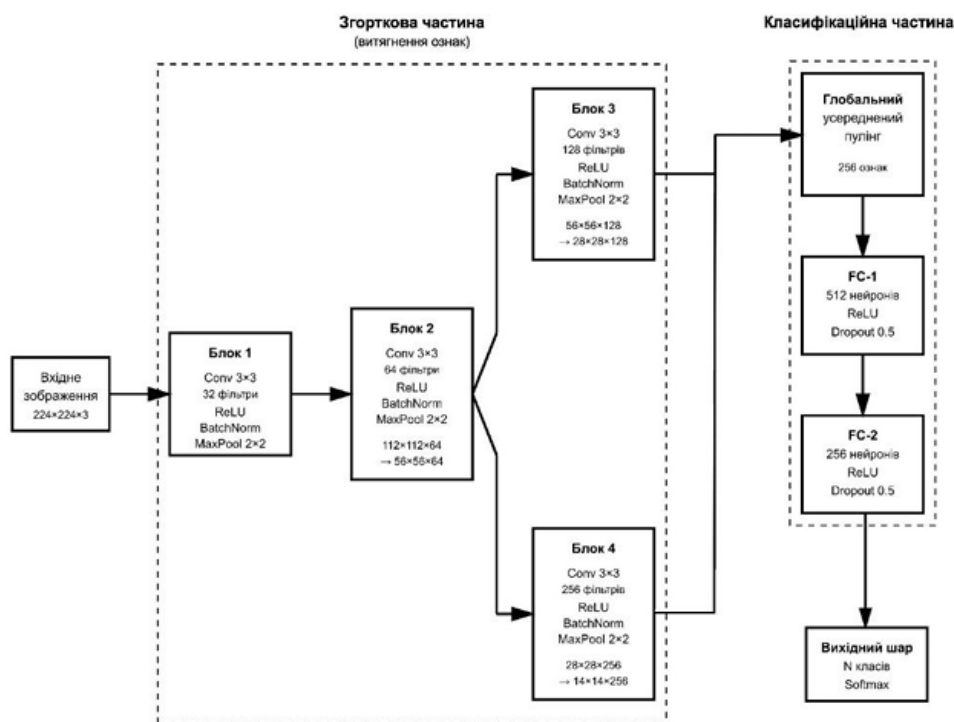 Згорткова частина
(витягнення ознак)
Класифікаційна частина
Вхідне
зображення
224×224×3
Блок 1
Conv 3×3
32 фільтри
ReLU
BatchNorm
MaxPool 2×2
Блок 2
Conv 3×3
64 фільтри
ReLU
BatchNorm
MaxPool 2×2
112×112×64
→ 56×56×64
Блок 3
Conv 3×3
128 фільтрів
ReLU
BatchNorm
MaxPool 2×2
56×56×128
→ 28×28×128
Блок 4
Conv 3×3
256 фільтрів
ReLU
BatchNorm
MaxPool 2×2
28×28×256
→ 14×14×256
Глобальний
усереднений
пулінг
256 ознак
FC-1
512 нейронів
ReLU
Dropout 0.5
FC-2
256 нейронів
ReLU
Dropout 0.5
Вихідний шар
N класів
Softmax